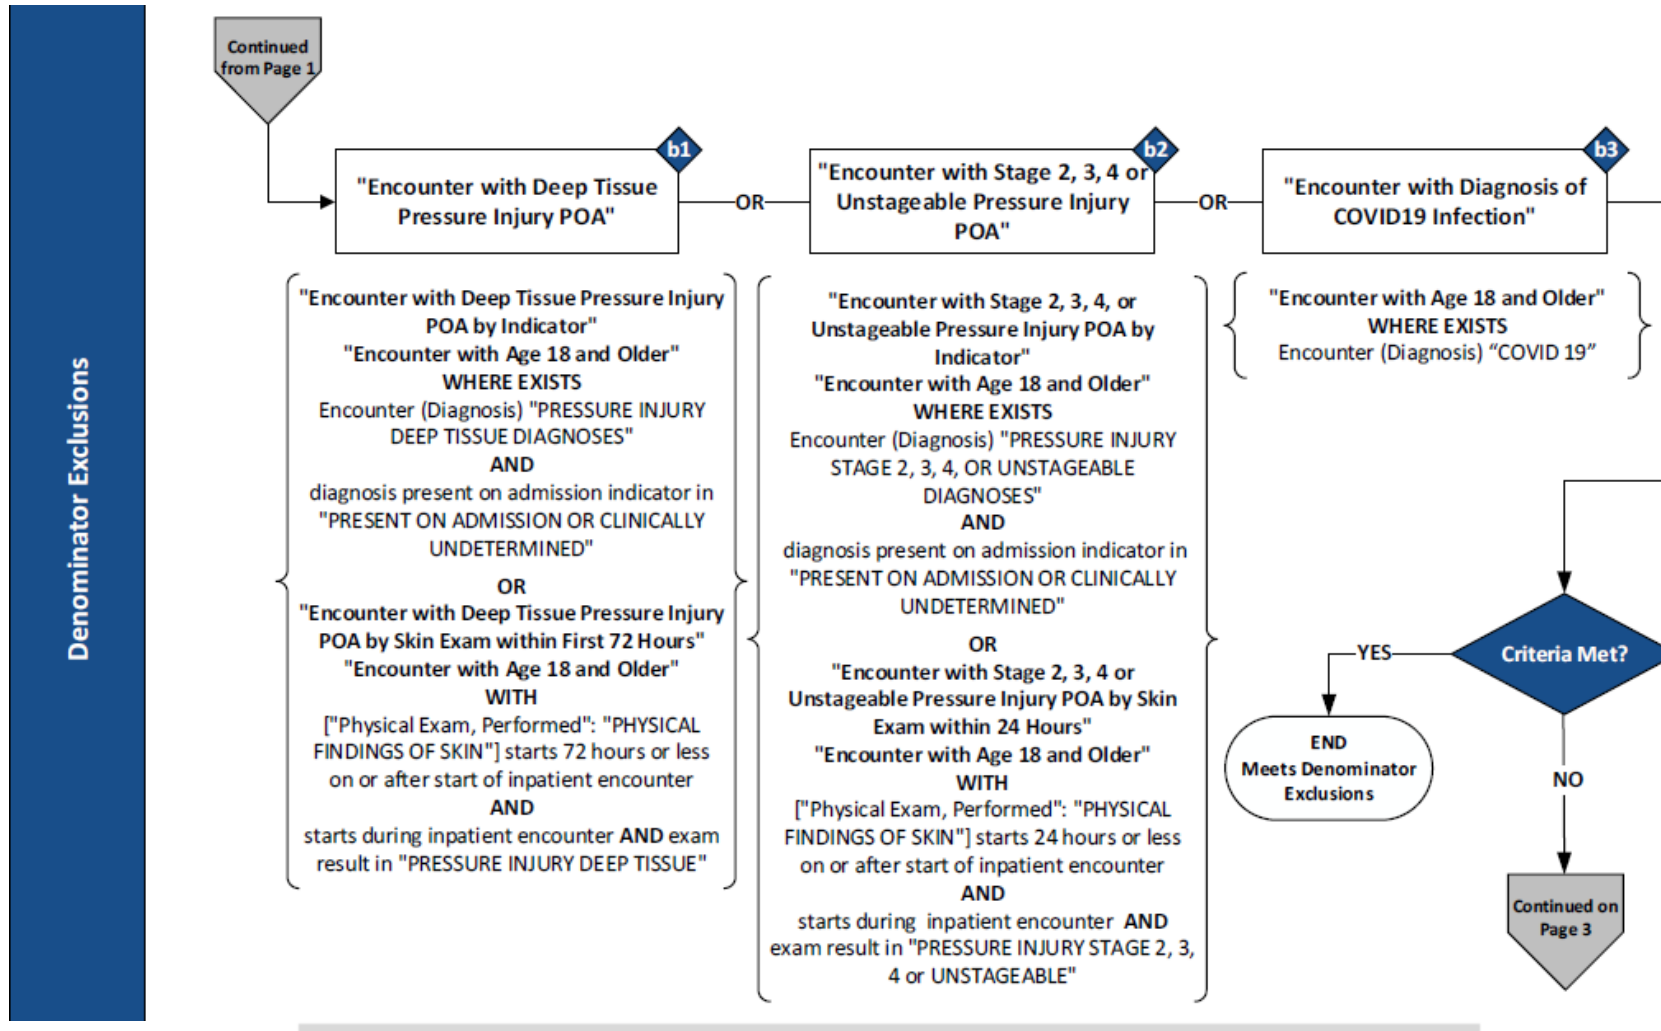 Denominator Exclusions
Continued
from Page 1
b1
"Encounter with Deep Tissue
Pressure Injury POA"
OR
b2
"Encounter with Stage 2, 3, 4 or
Unstageable Pressure Injury
POA"
OR
b3
"Encounter with Diagnosis of
COVID19 Infection"
"Encounter with Deep Tissue Pressure Injury
POA by Indicator"
"Encounter with Age 18 and Older"
WHERE EXISTS
Encounter (Diagnosis) "PRESSURE INJURY
DEEP TISSUE DIAGNOSES"
AND
diagnosis present on admission indicator in
"PRESENT ON ADMISSION OR CLINICALLY
UNDETERMINED"
OR
"Encounter with Deep Tissue Pressure Injury
POA by Skin Exam within First 72 Hours"
"Encounter with Age 18 and Older"
WITH
["Physical Exam, Performed": "PHYSICAL
FINDINGS OF SKIN"] starts 72 hours or less
on or after start of inpatient encounter
AND
starts during inpatient encounter AND exam
result in "PRESSURE INJURY DEEP TISSUE"
"Encounter with Stage 2, 3, 4, or
Unstageable Pressure Injury POA by
Indicator"
"Encounter with Age 18 and Older"
WHERE EXISTS
Encounter (Diagnosis) "PRESSURE INJURY
STAGE 2, 3, 4, OR UNSTAGEABLE
DIAGNOSES"
AND
diagnosis present on admission indicator in
"PRESENT ON ADMISSION OR CLINICALLY
UNDETERMINED"
OR
"Encounter with Stage 2, 3, 4 or
Unstageable Pressure Injury POA by Skin
Exam within 24 Hours"
"Encounter with Age 18 and Older"
WITH
["Physical Exam, Performed": "PHYSICAL
FINDINGS OF SKIN"] starts 24 hours or less
on or after start of inpatient encounter
AND
starts during inpatient encounter AND
exam result in "PRESSURE INJURY STAGE 2, 3,
4 or UNSTAGEABLE"
"Encounter with Age 18 and Older"
WHERE EXISTS
Encounter (Diagnosis) “COVID 19”
Criteria Met?
YES
END
Meets Denominator
Exclusions
NO
Continued on
Page 3